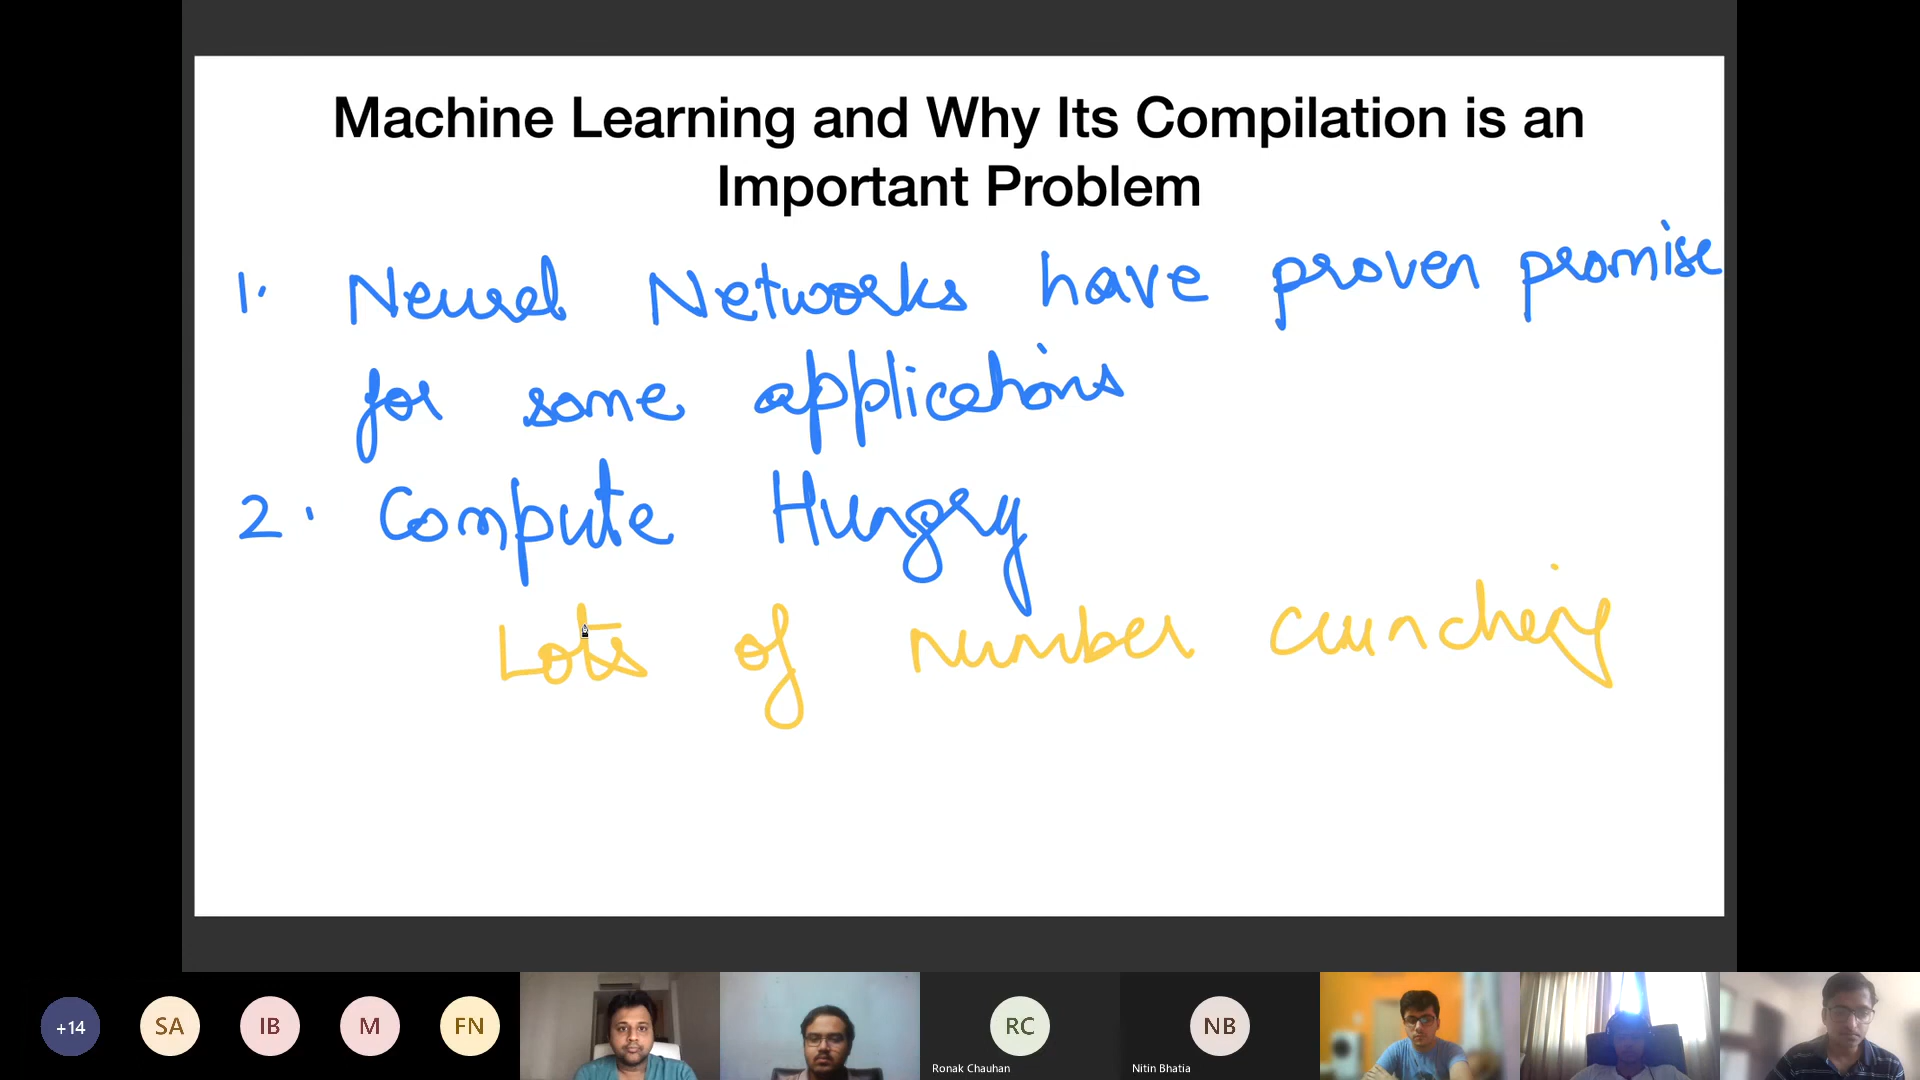 Machine Learning and Why Its Compilation is an
Important Problem
1. Neural Networks have proven promise
for some applications
2. Compute Hungry
Lots of number crunching
+14
SA
IB
M
FN
RC
Ronak Chauhan
NB
Nitin Bhatia